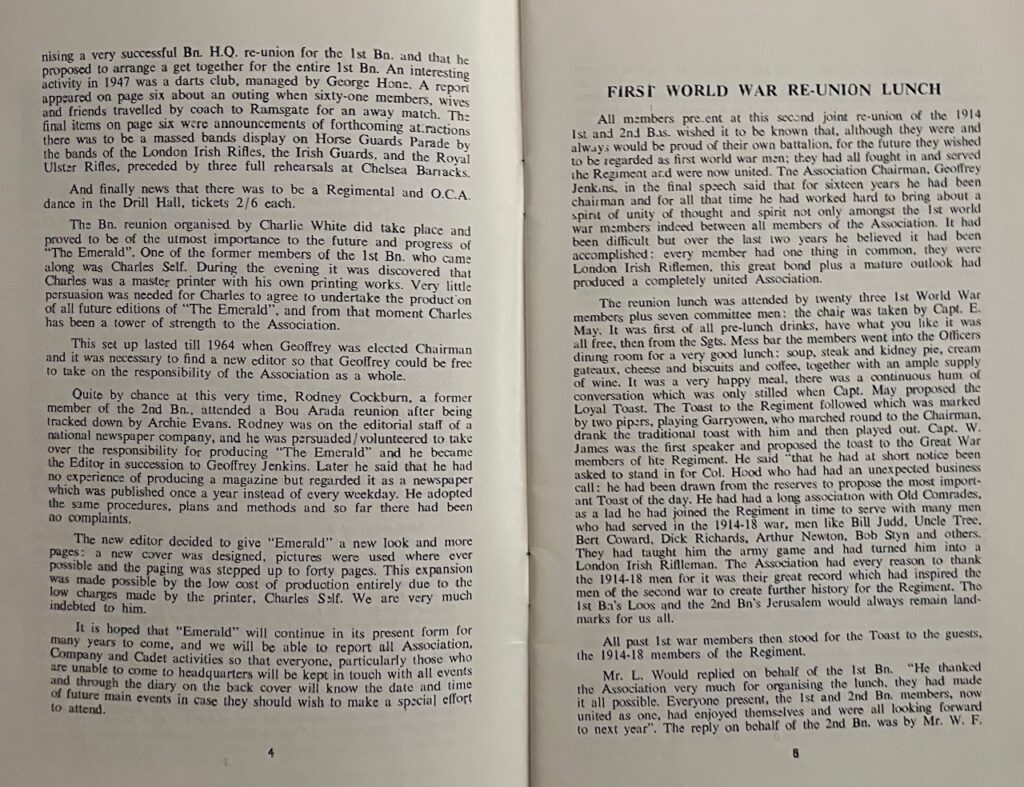 nising a very successful Bn. H.Q. re-union for the 1st Bn. and that he
proposed to arrange a get together for the entire 1st Bn. An interesting
activity in 1947 was a darts club, managed by George Hone. A report
appeared on page six about an outing when sixty-one members, wives
and friends travelled by coach to Ramsgate for an away match. The
final items on page six were announcements of forthcoming attractions
there was to be a massed bands display on Horse Guards Parade by
the bands of the London Irish Rifles, the Irish Guards, and the Royal
Ulster Rifles, preceded by three full rehearsals at Chelsea Barracks.
And finally news that there was to be a Regimental and O.C.A.
dance in the Drill Hall, tickets 2/6 each.
The Bn. reunion organised by Charlie White did take place and
proved to be of the utmost importance to the future and progress of
"The Emerald". One of the former members of the 1st Bn. who came
along was Charles Self. During the evening it was discovered that
Charles was a master printer with his own printing works. Very little
persuasion was needed for Charles to agree to undertake the production
of all future editions of "The Emerald", and from that moment Charles
has been a tower of strength to the Association.
This set up lasted till 1964 when Geoffrey was elected Chairman
and it was necessary to find a new editor so that Geoffrey could be free
to take on the responsibility of the Association as a whole.
Quite by chance at this very time, Rodney Cockburn, a former
member of the 2nd Bn., attended a Bou Arada reunion after being
tracked down by Archie Evans. Rodney was on the editorial staff of a
national newspaper company, and he was persuaded/volunteered to take
over the responsibility for producing "The Emerald" and he became
the Editor in succession to Geoffrey Jenkins. Later he said that he had
no experience of producing a magazine but regarded it as a newspaper
which was published once a year instead of every weekday. He adopted
the same procedures, plans and methods and so far there had been
no complaints.
The new editor decided to give "Emerald" a new look and more
pages: a new cover was designed, pictures were used where ever
possible and the paging was stepped up to forty pages. This expansion
was made possible by the low cost of production entirely due to the
low charges made by the printer, Charles Self. We are very much
indebted to him.
It is hoped that "Emerald" will continue in its present form for
many years to come, and we will be able to report all Association,
Company and Cadet activities so that everyone, particularly those who
are unable to come to headquarters will be kept in touch with all events
and through the diary on the back cover will know the date and time
of future main events in case they should wish to make a special effort
to attend.
4
FIRST WORLD WAR RE-UNION LUNCH
All members present at this second joint re-union of the 1914
1st and 2nd Bns. wished it to be known that, although they were and
always would be proud of their own battalion, for the future they wished
to be regarded as first world war men; they had all fought in and served
the Regiment and were now united. The Association Chairman, Geoffrey
Jenkins, in the final speech said that for sixteen years he had been
chairman and for all that time he had worked hard to bring about a
spirit of unity of thought and spirit not only amongst the 1st world
war members indeed between all members of the Association. It had
been difficult but over the last two years he believed it had been
accomplished: every member had one thing in common, they were
London Irish Riflemen, this great bond plus a mature outlook had
produced a completely united Association.
The reunion lunch was attended by twenty three 1st World War
members plus seven committee men: the chair was taken by Capt. E.
May. It was first of all pre-lunch drinks, have what you like it was
all free, then from the Sgts. Mess bar the members went into the Officers
dining room for a very good lunch: soup, steak and kidney pie, cream
gateaux, cheese and biscuits and coffee, together with an ample supply
of wine. It was a very happy meal, there was a continuous hum of
conversation which was only stilled when Capt. May proposed the
Loyal Toast. The Toast to the Regiment followed which was marked
by two pipers, playing Garryowen, who marched round to the Chairman,
drank the traditional toast with him and then played out. Capt. W.
James was the first speaker and proposed the toast to the Great War
members of hte Regiment. He said "that he had at short notice been
asked to stand in for Col. Hood who had had an unexpected business
call: he had been drawn from the reserves to propose the most import-
ant Toast of the day. He had had a long association with Old Comrades,
as a lad he had joined the Regiment in time to serve with many men
who had served in the 1914-18 war, men like Bill Judd, Uncle Tree,
Bert Coward, Dick Richards, Arthur Newton, Bob Styn and others.
They had taught him the army game and had turned him into a
London Irish Rifleman. The Association had every reason to thank
the 1914-18 men for it was their great record which had inspired the
men of the second war to create further history for the Regiment. The
1st Bn's Loos and the 2nd Bn's Jerusalem would always remain land-
marks for us all.
All past 1st war members then stood for the Toast to the guests,
the 1914-18 members of the Regiment.
Mr. L. Would replied on behalf of the 1st Bn. "He thanked
the Association very much for organising the lunch, they had made
it all possible. Everyone present, the 1st and 2nd Bn. members, now
united as one, had enjoyed themselves and were all looking forward
to next year". The reply on behalf of the 2nd Bn. was by Mr. W. F.
5